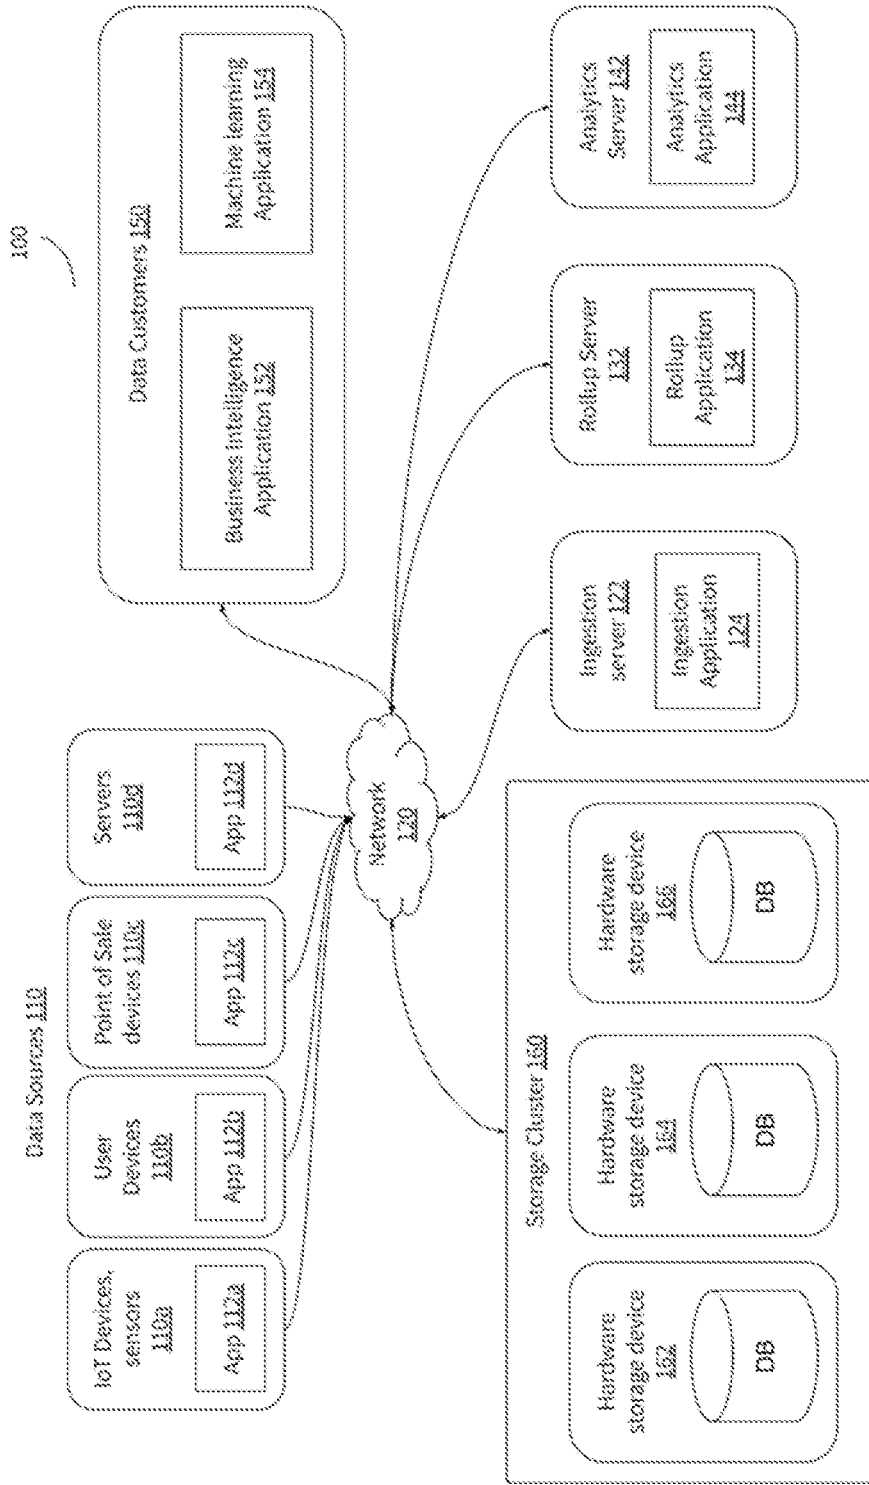 100
Data Sources 110
IoT Devices,
sensors
110a
App 112a
User
Devices
110b
App 112b
Point of Sale
devices 110c
App 112c
Servers
110d
App 112d
Data Customers 150
Business Intelligence
Application 152
Machine learning
Application 154
Network
120
Storage Cluster 160
Hardware
storage device
162
DB
Hardware
storage device
164
DB
Hardware
storage device
166
DB
Ingestion
server 122
Ingestion
Application
124
Rollup Server
132
Rollup
Application
134
Analytics
Server 142
Analytics
Application
144